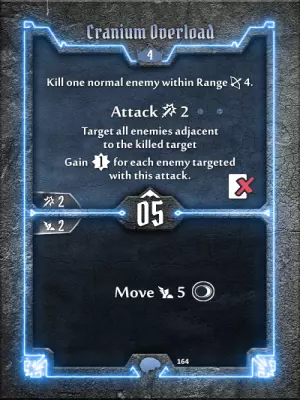 Cranium Overload
4
Kill one normal enemy within Range 4.
Attack 2
Target all enemies adjacent
to the killed target
Gain 1 for each enemy targeted
with this attack.
2
05
2
Move 5
164